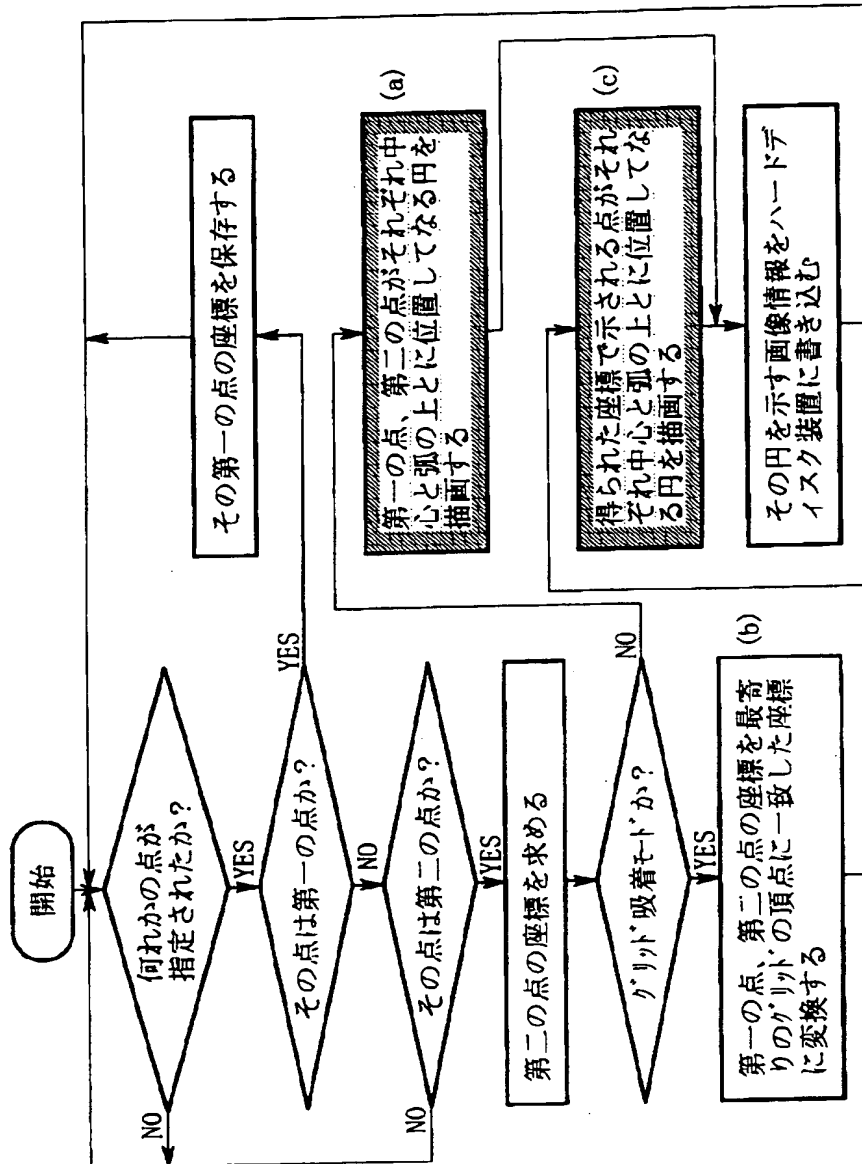 開始
何れかの点が
指定されたか？
NO
YES
その点は第一の点か？
YES
NO
その第一の点の座標を保存する
その点は第二の点か？
YES
第二の点の座標を求める
グリッド吸着モードか？
NO
YES
第一の点、第二の点がそれぞれ中
心と弧の上とに位置してなる円を
描画する
(a)
第一の点、第二の点の座標を最寄
りのグリッドの頂点に一致した座標
に変換する
(b)
得られた座標で示される点がそれ
ぞれ中心と弧の上とに位置してな
る円を描画する
(c)
その円を示す画像情報をハードデ
ィスク装置に書き込む